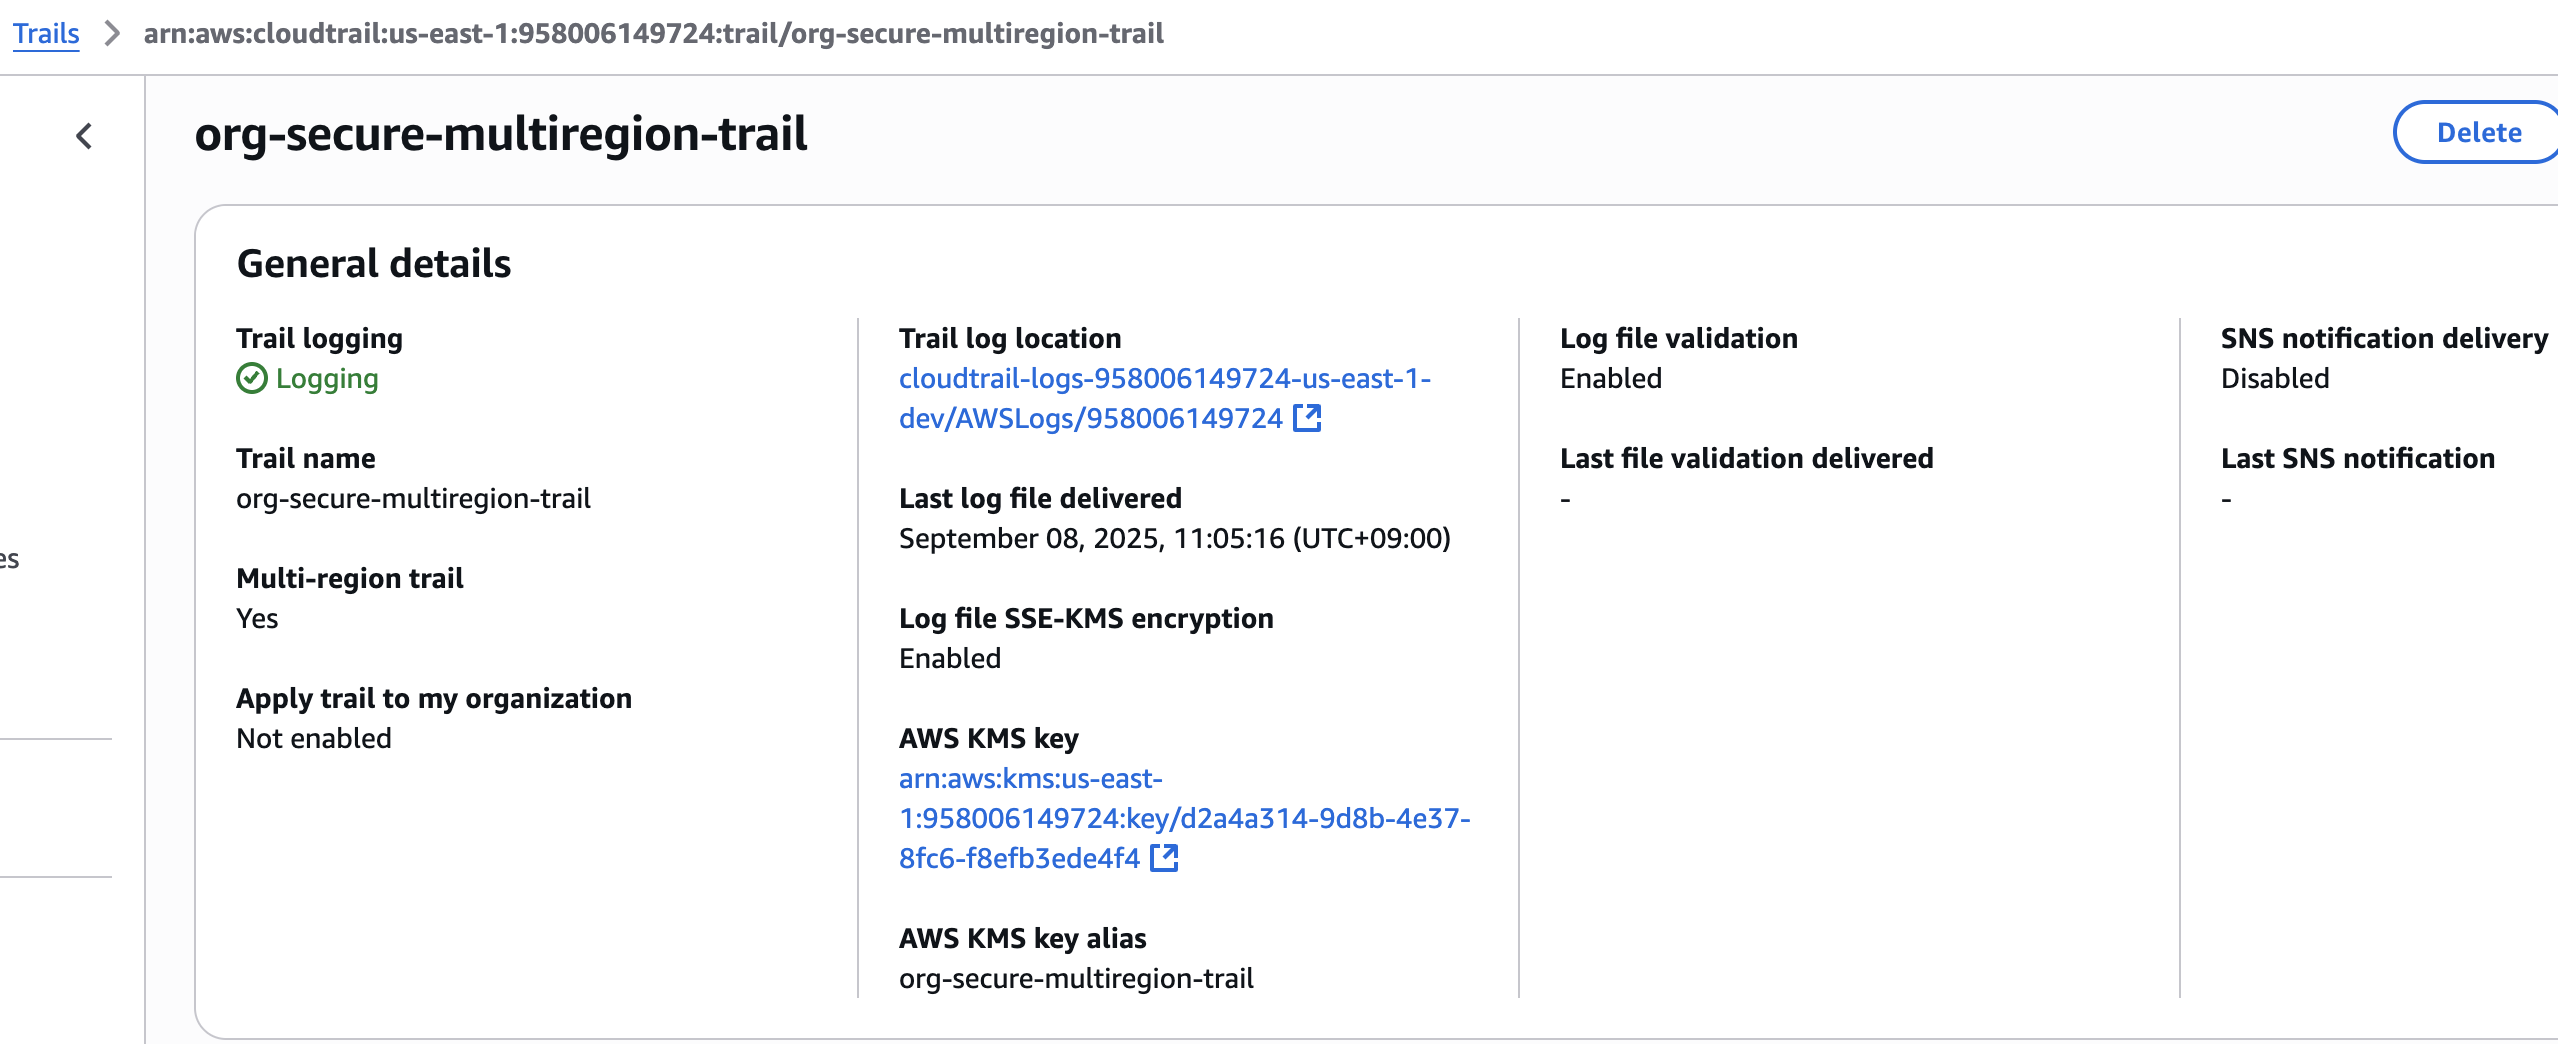 Trails > arn:aws:cloudtrail:us-east-1:958006149724:trail/org-secure-multiregion-trail
org-secure-multiregion-trail
Delete
es
General details
Trail logging
Logging
Trail name
org-secure-multiregion-trail
Multi-region trail
Yes
Apply trail to my organization
Not enabled
Trail log location
cloudtrail-logs-958006149724-us-east-1-
dev/AWSLogs/958006149724
Last log file delivered
September 08, 2025, 11:05:16 (UTC+09:00)
Log file SSE-KMS encryption
Enabled
AWS KMS key
arn:aws:kms:us-east-
1:958006149724:key/d2a4a314-9d8b-4e37-
8fc6-f8efb3ede4f4
AWS KMS key alias
org-secure-multiregion-trail
Log file validation
Enabled
Last file validation delivered
-
SNS notification delivery
Disabled
Last SNS notification
-